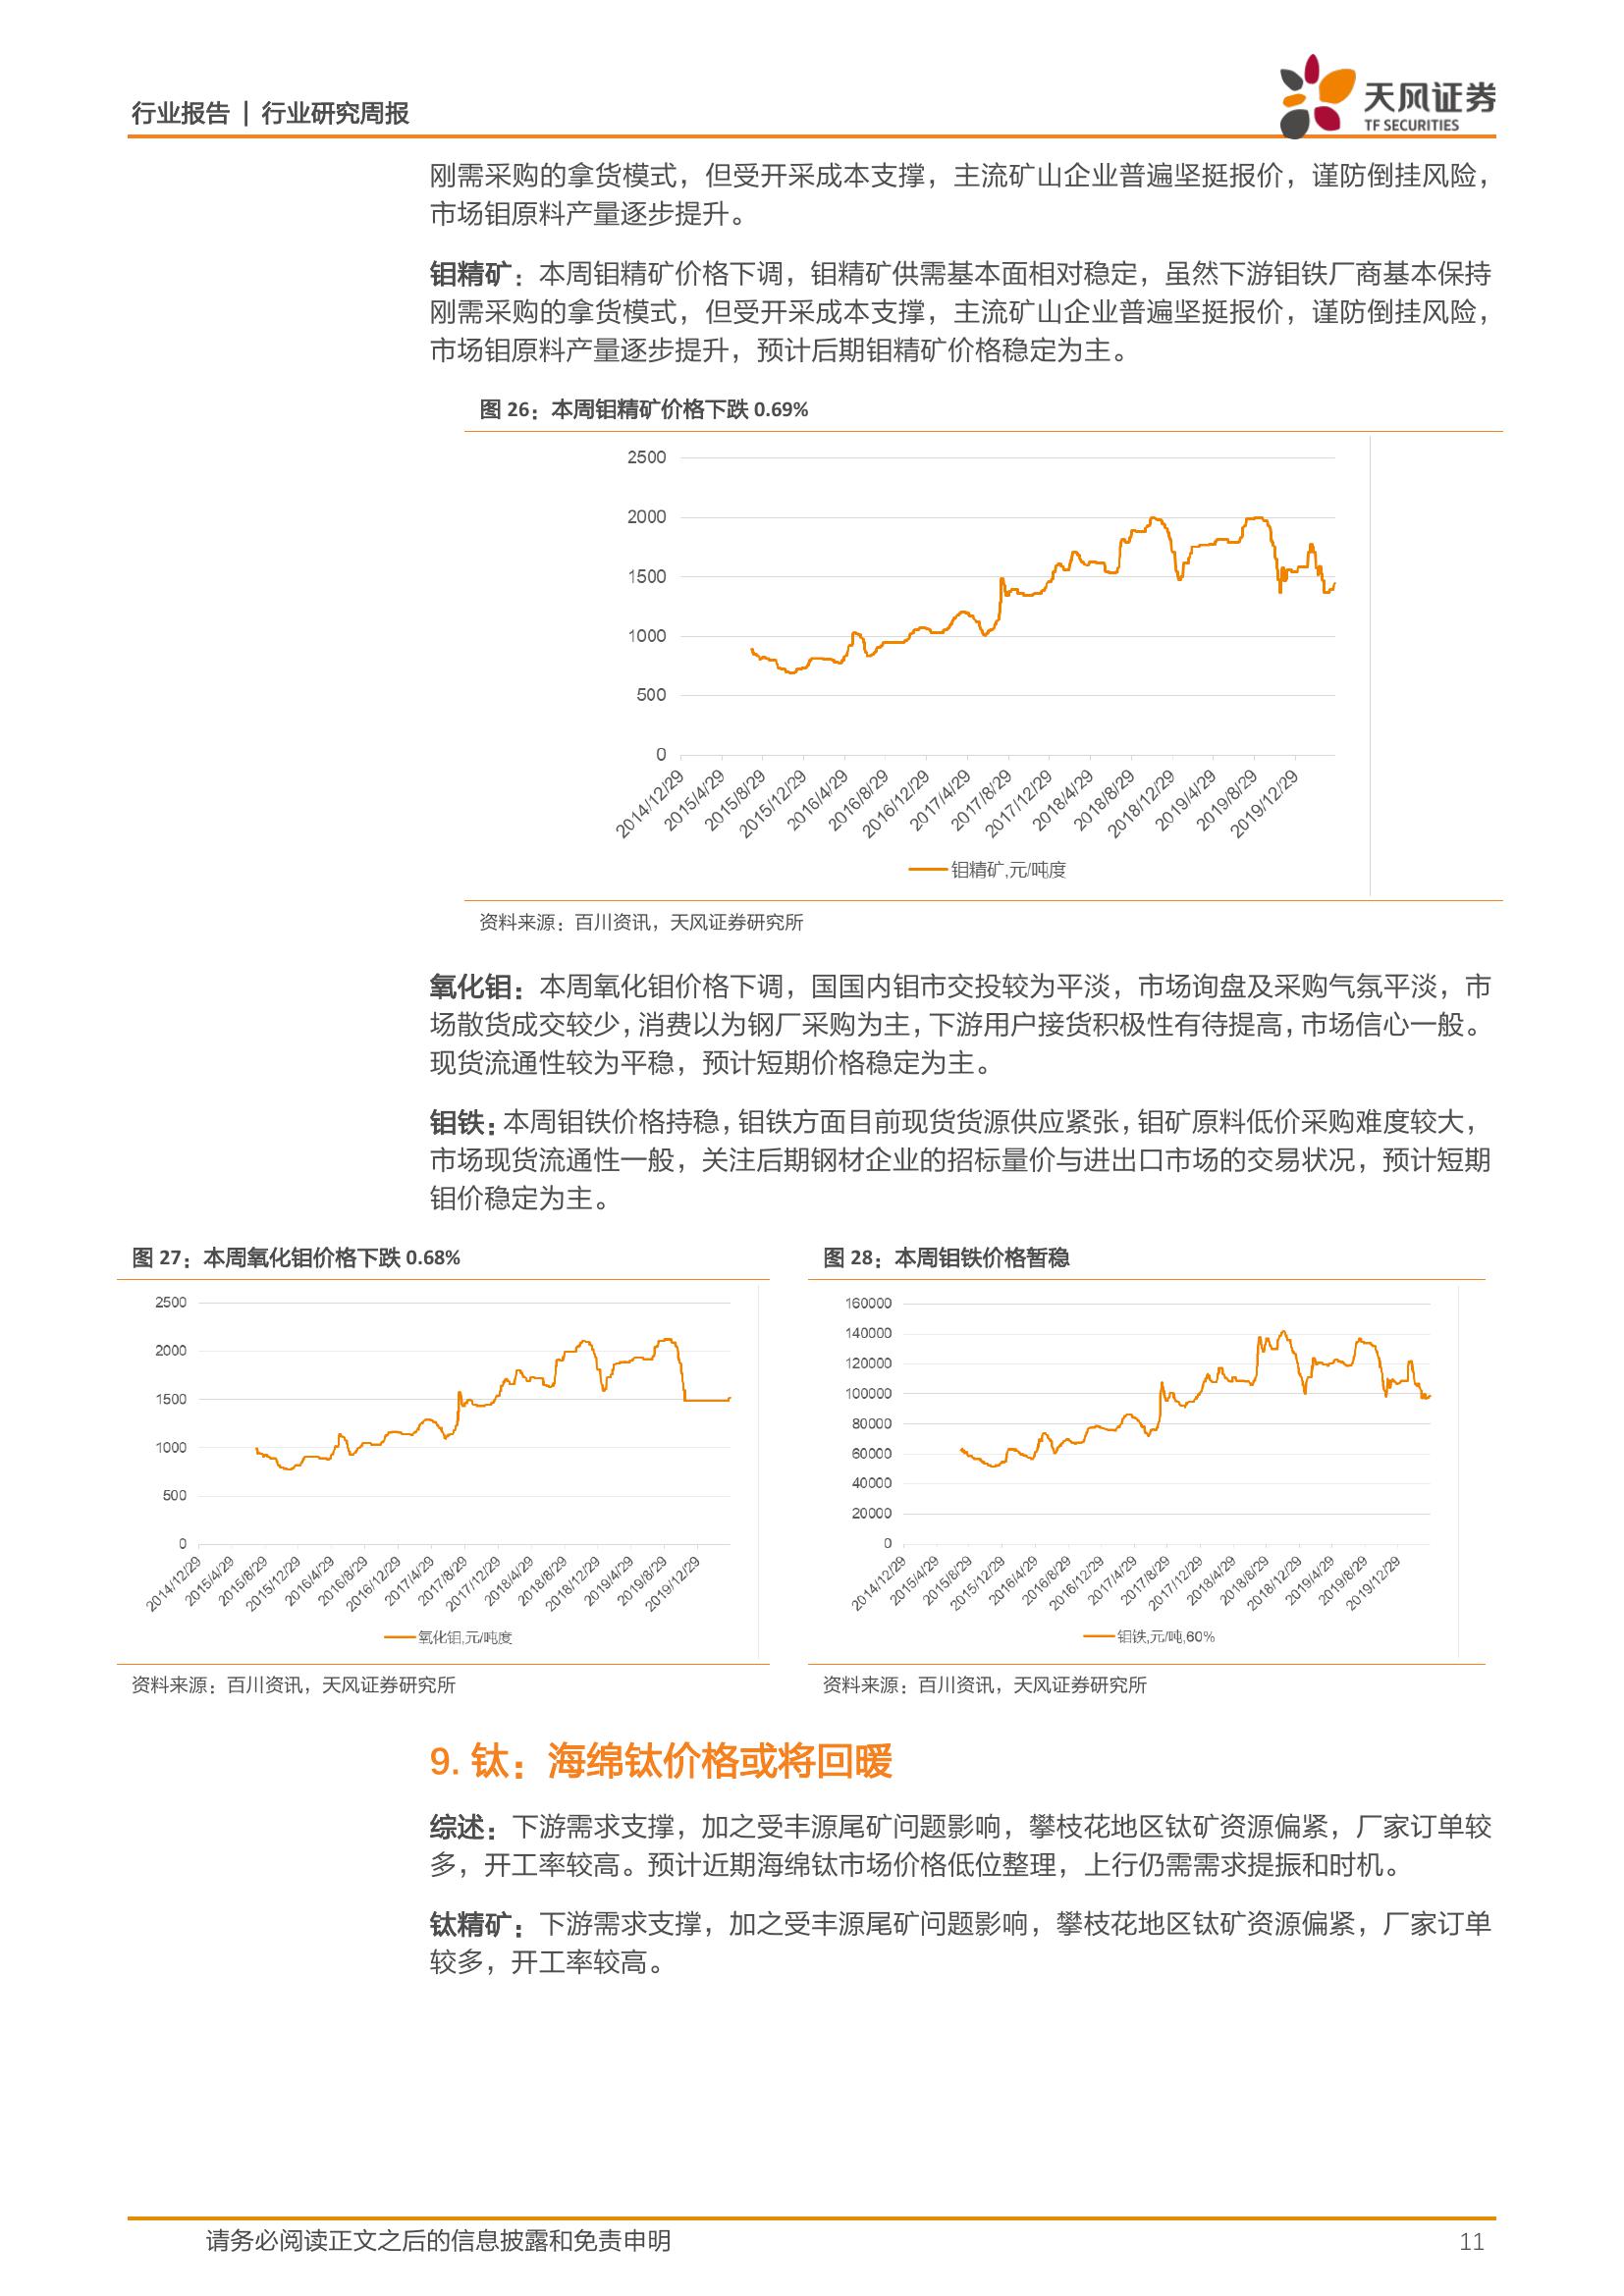 行业报告 | 行业研究周报
天风证券
TF SECURITIES
刚需采购的拿货模式，但受开采成本支撑，主流矿山企业普遍坚挺报价，谨防倒挂风险，
市场钼原料产量逐步提升。
钼精矿：本周钼精矿价格下调，钼精矿供需基本面相对稳定，虽然下游钼铁厂商基本保持
刚需采购的拿货模式，但受开采成本支撑，主流矿山企业普遍坚挺报价，谨防倒挂风险，
市场钼原料产量逐步提升，预计后期钼精矿价格稳定为主。
图 26：本周钼精矿价格下跌 0.69%
2500
2000
1500
1000
500
0
2014/12/29
2015/4/29
2015/8/29
2015/12/29
2016/4/29
2016/8/29
2016/12/29
2017/4/29
2017/8/29
2017/12/29
2018/4/29
2018/8/29
2018/12/29
2019/4/29
2019/8/29
2019/12/29
钼精矿,元/吨度
资料来源：百川资讯，天风证券研究所
氧化钼：本周氧化钼价格下调，国国内钼市交投较为平淡，市场询盘及采购气氛平淡，市
场散货成交较少，消费以为钢厂采购为主，下游用户接货积极性有待提高，市场信心一般。
现货流通性较为平稳，预计短期价格稳定为主。
钼铁：本周钼铁价格持稳，钼铁方面目前现货货源供应紧张，钼矿原料低价采购难度较大，
市场现货流通性一般，关注后期钢材企业的招标量价与进出口市场的交易状况，预计短期
钼价稳定为主。
图 27：本周氧化钼价格下跌 0.68%
2500
2000
1500
1000
500
0
2014/12/29
2015/4/29
2015/8/29
2015/12/29
2016/4/29
2016/8/29
2016/12/29
2017/4/29
2017/8/29
2017/12/29
2018/4/29
2018/8/29
2018/12/29
2019/4/29
2019/8/29
2019/12/29
氧化钼,元/吨度
资料来源：百川资讯，天风证券研究所
图 28：本周钼铁价格暂稳
160000
140000
120000
100000
80000
60000
40000
20000
0
2014/12/29
2015/4/29
2015/8/29
2015/12/29
2016/4/29
2016/8/29
2016/12/29
2017/4/29
2017/8/29
2017/12/29
2018/4/29
2018/8/29
2018/12/29
2019/4/29
2019/8/29
2019/12/29
钼铁,元/吨,60%
资料来源：百川资讯，天风证券研究所
9. 钛：海绵钛价格或将回暖
综述：下游需求支撑，加之受丰源尾矿问题影响，攀枝花地区钛矿资源偏紧，厂家订单较
多，开工率较高。预计近期海绵钛市场价格低位整理，上行仍需需求提振和时机。
钛精矿：下游需求支撑，加之受丰源尾矿问题影响，攀枝花地区钛矿资源偏紧，厂家订单
较多，开工率较高。
请务必阅读正文之后的信息披露和免责申明
11